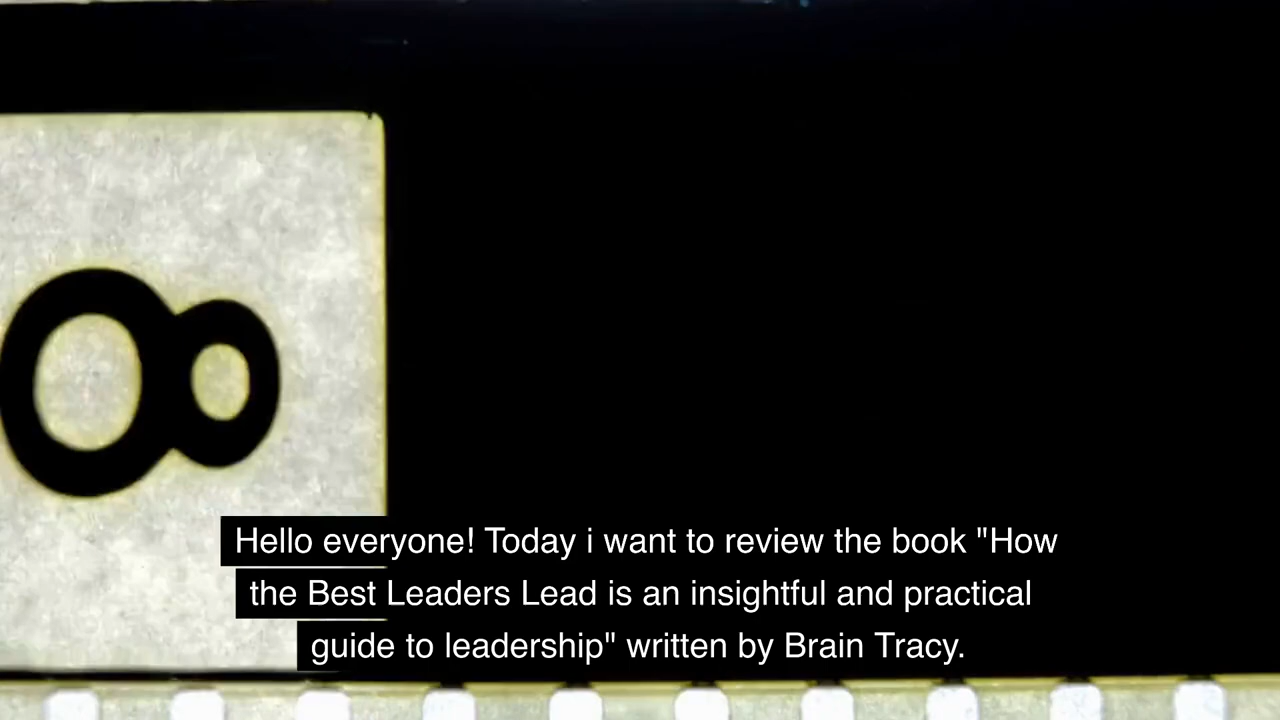 8
Hello everyone! Today i want to review the book "How
the Best Leaders Lead is an insightful and practical
guide to leadership" written by Brain Tracy.